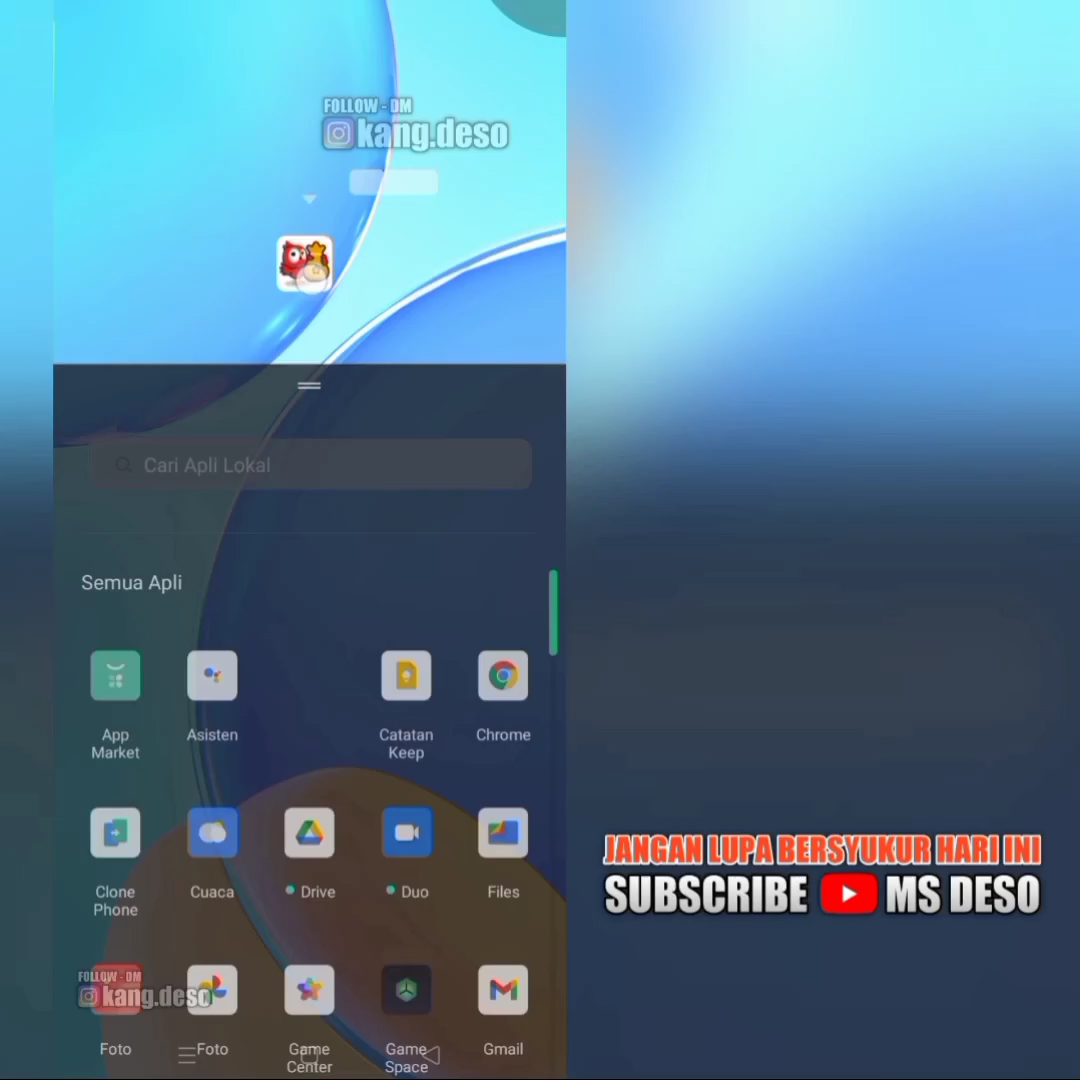 FOLLOW - DM
kang.deso
Cari Apli Lokal
Semua Apli
App Market
Asisten
Catatan Keep
Chrome
Clone Phone
Cuaca
Drive
Duo
Files
FOLLOW - DM
kang.deso
Foto
Foto
Game Center
Game Space
Gmail
JANGAN LUPA BERSYUKUR HARI INI
SUBSCRIBE MS DESO